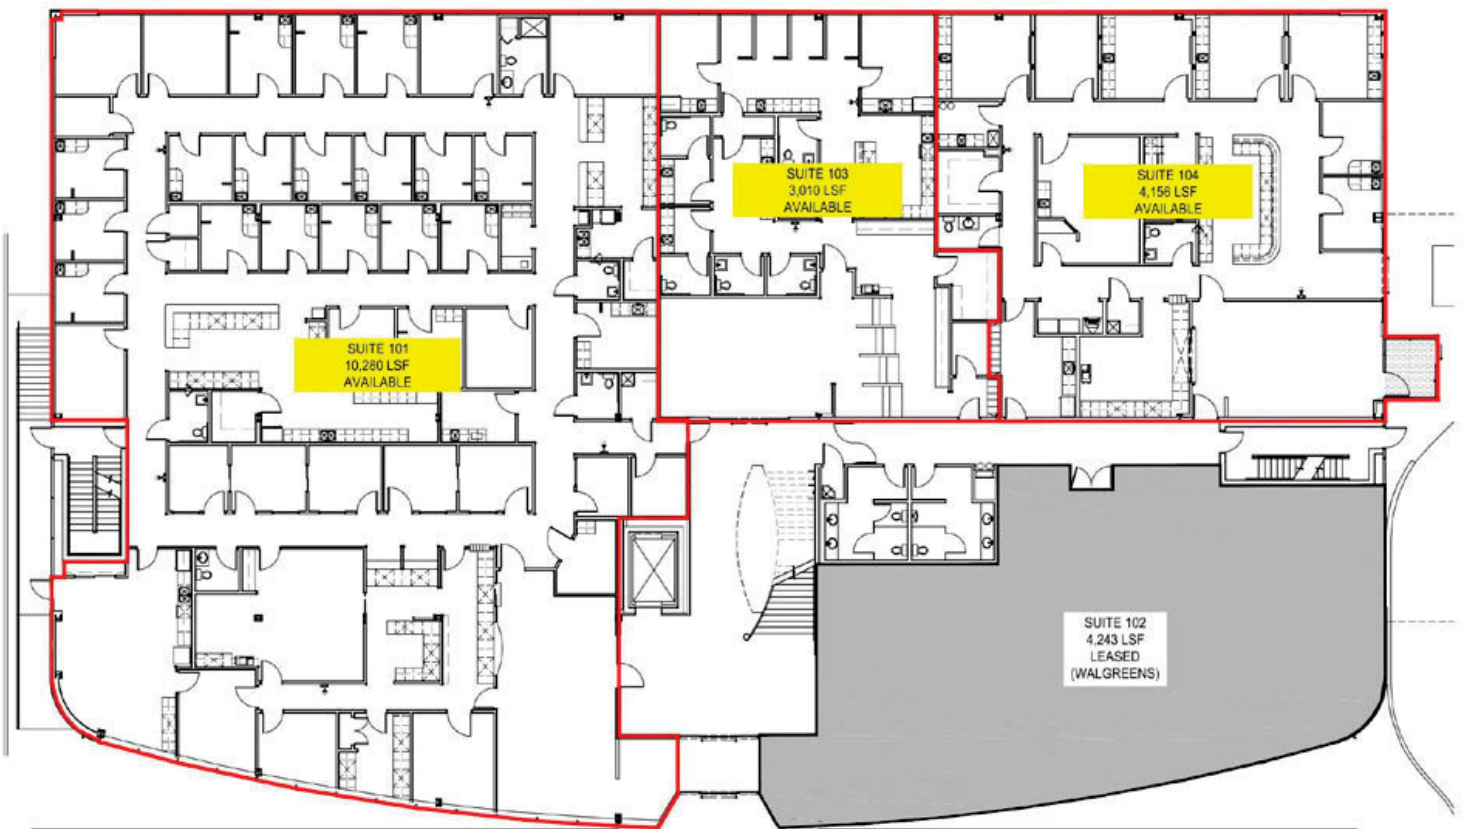 SUITE 103
3,010 LSF
AVAILABLE
SUITE 104
4,156 LSF
AVAILABLE
SUITE 101
10,280 LSF
AVAILABLE
SUITE 102
4,243 LSF
LEASED
(WALGREENS)